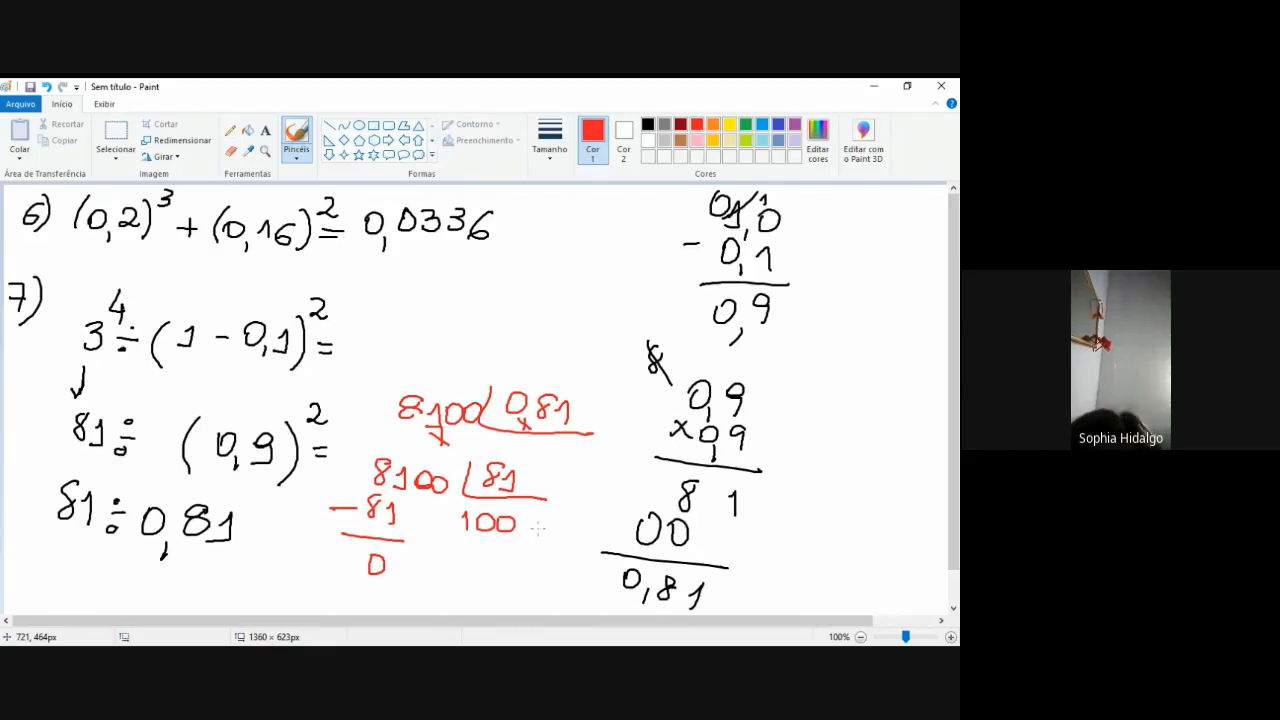 Sem título - Paint
Arquivo Início Exibir
Colar
Recortar
Copiar
Área de Transferência
Selecionar
Cortar
Redimensionar
Girar
Imagem
Ferramentas
Pincéis
Contorno
Preenchimento
Formas
Tamanho
Cor 1
Cor 2
Editar cores
Editar com o Paint 3D
Cores
6) (0,2)³ + (0,16)² = 0,0336
7) 3⁴ ÷ (1 - 0,1)² =
81 ÷ (0,9)² =
81 ÷ 0,81
8100 0,81
8100 81
- 81 100
0
01,10
- 0,1
0,9
8
0,9
x 0,9
8 1
00
0,81
721, 464px
1360 × 623px
100%
Sophia Hidalgo